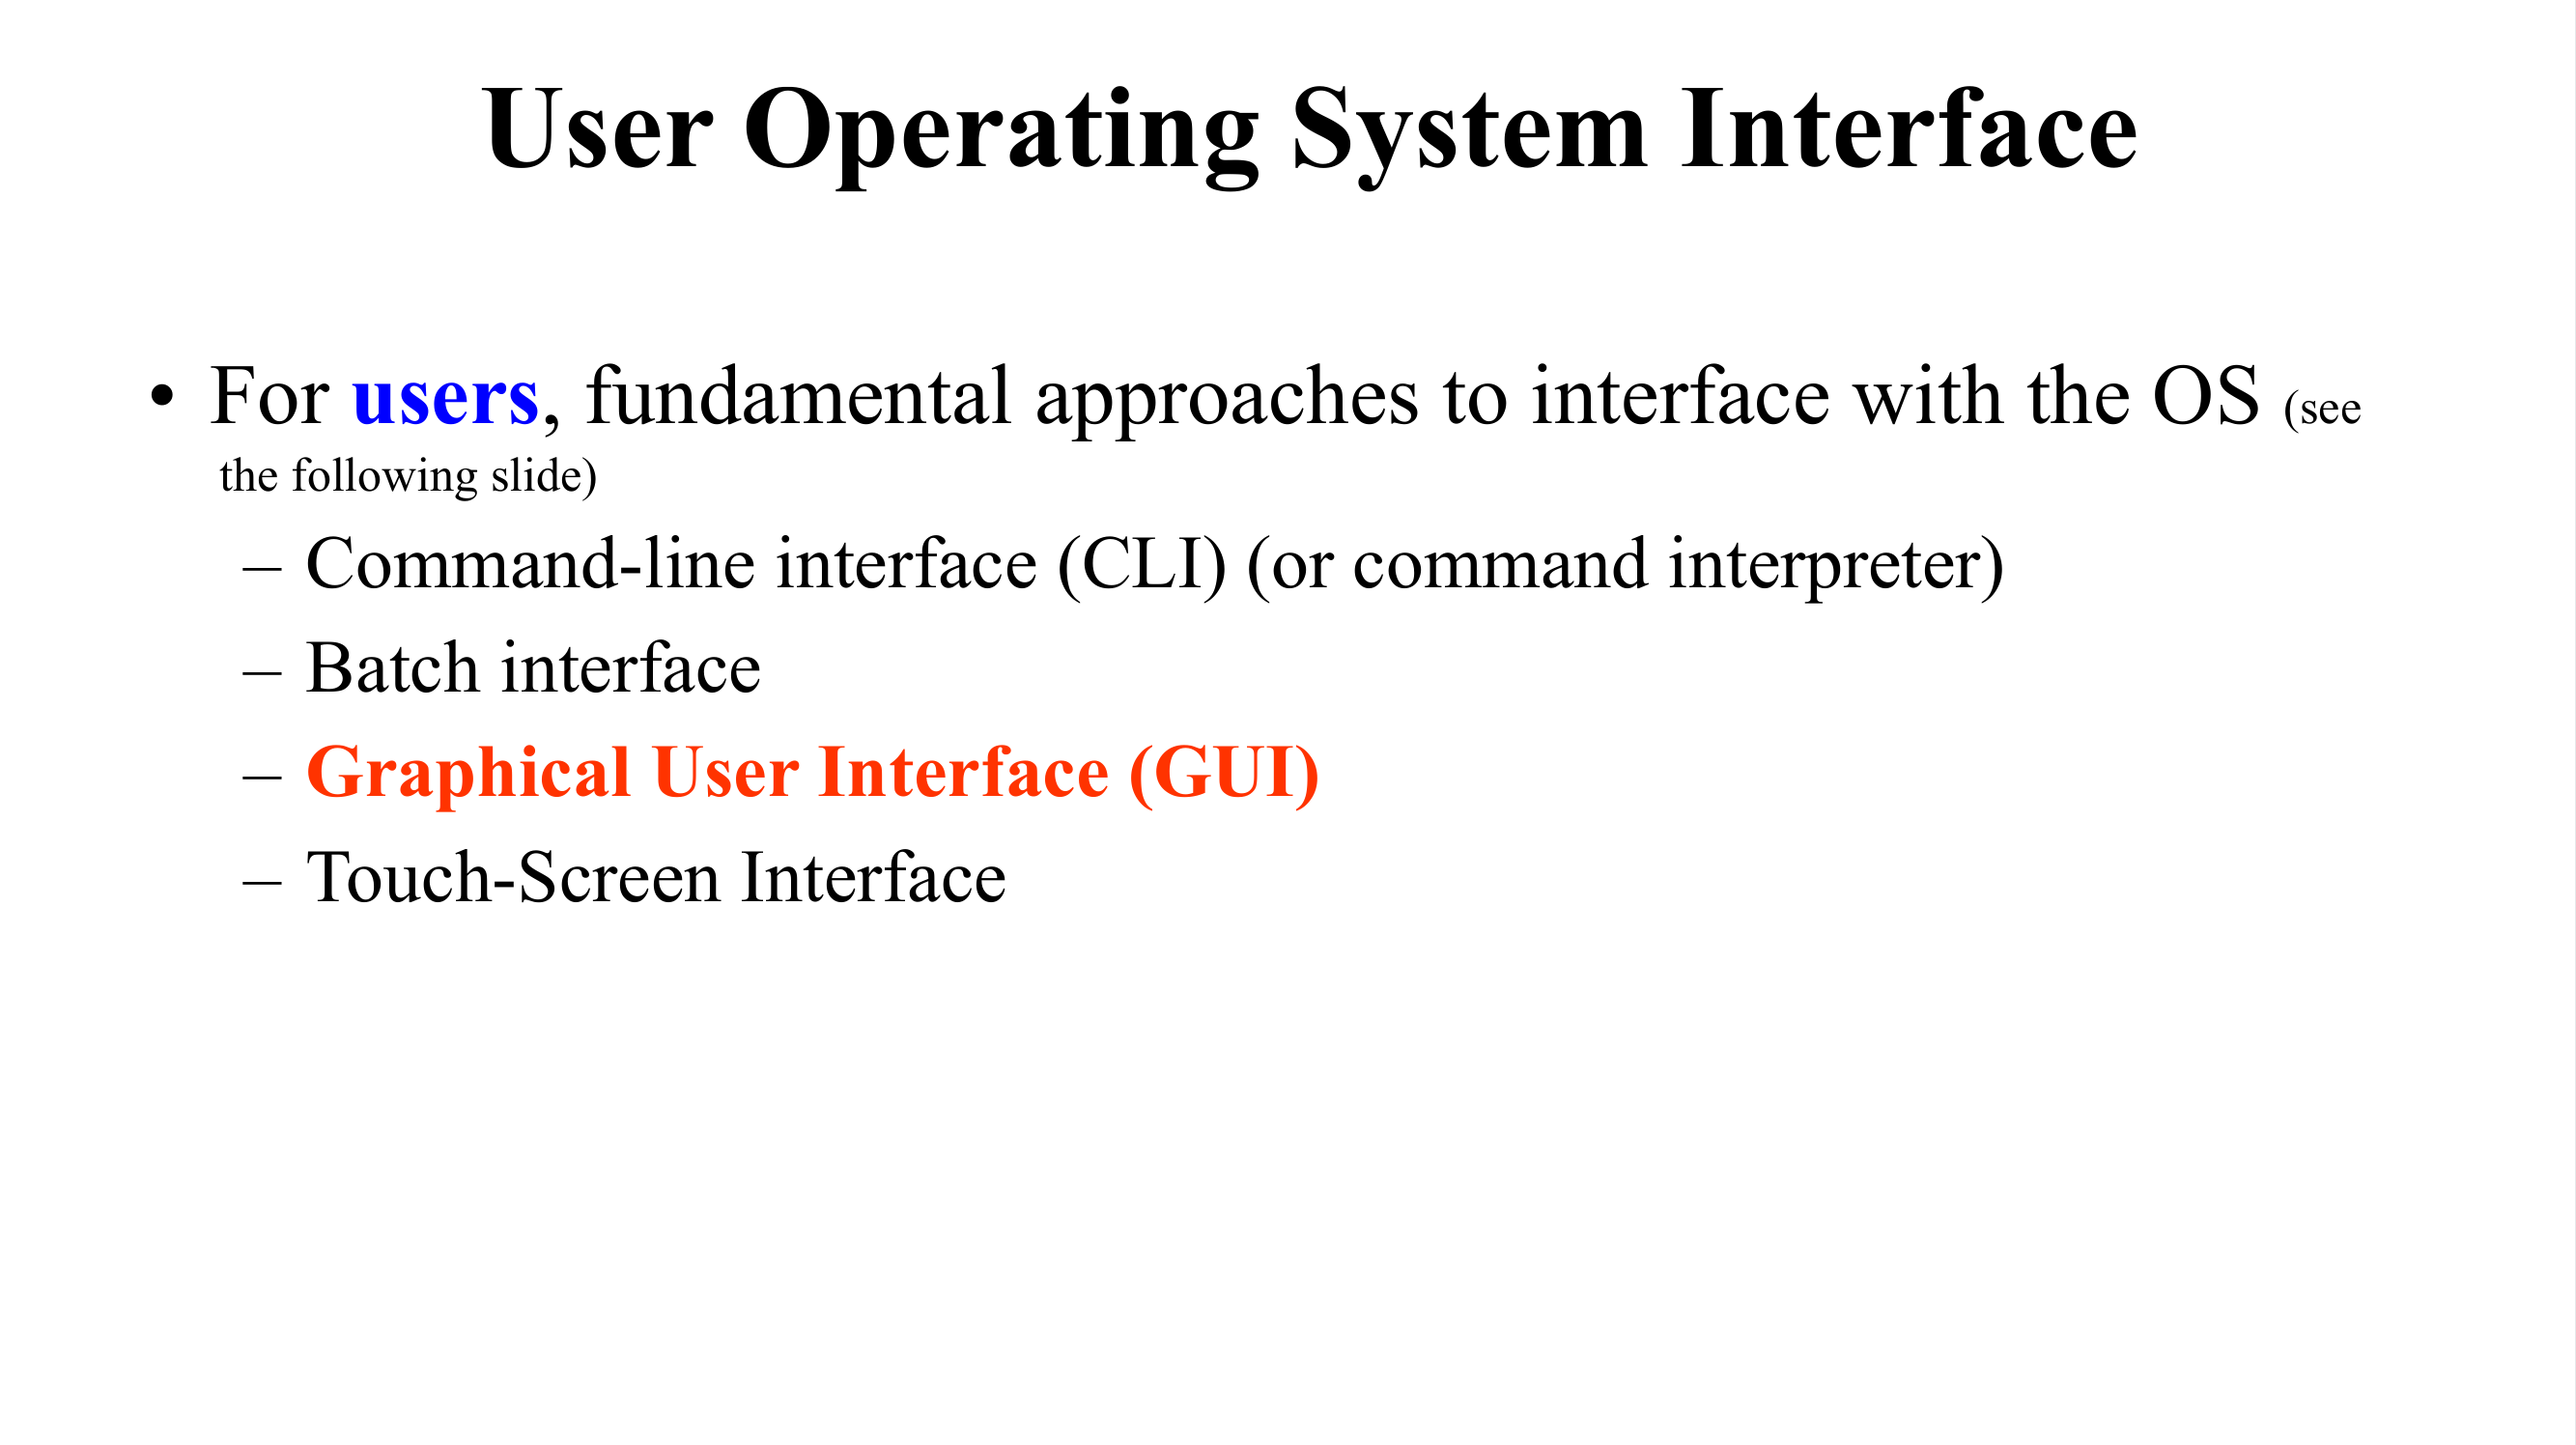 User Operating System Interface
• For users, fundamental approaches to interface with the OS (see
the following slide)
– Command-line interface (CLI) (or command interpreter)
– Batch interface
– Graphical User Interface (GUI)
– Touch-Screen Interface